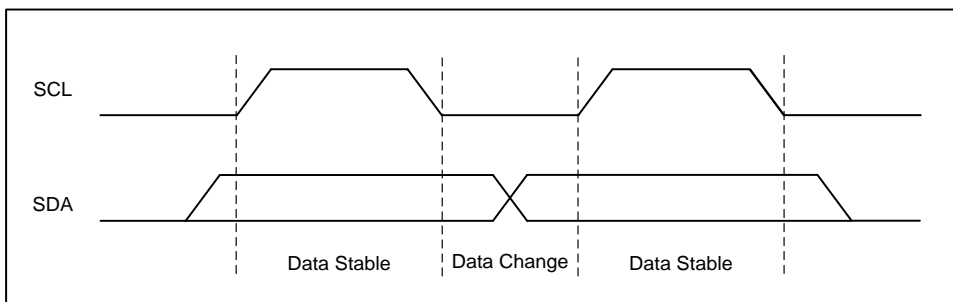 SCL
SDA
Data Stable
Data Change
Data Stable